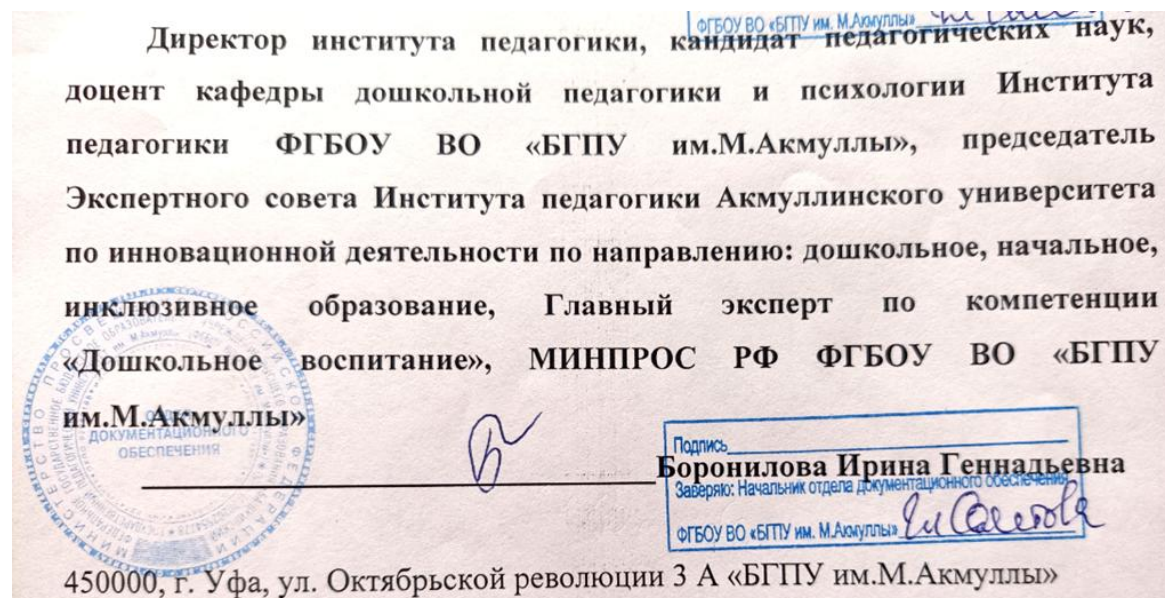 ФГБОУ ВО «БГПУ им. М.Акмуллы»
Директор института педагогики, кандидат педагогических наук,
доцент кафедры дошкольной педагогики и психологии Института
педагогики ФГБОУ ВО «БГПУ им.М.Акмуллы», председатель
Экспертного совета Института педагогики Акмуллинского университета
по инновационной деятельности по направлению: дошкольное, начальное,
инклюзивное образование, Главный эксперт по компетенции
«Дошкольное воспитание», МИНПРОС РФ ФГБОУ ВО «БГПУ
им.М.Акмуллы»
ОТДЕЛ
ДОКУМЕНТАЦИОННОГО
ОБЕСПЕЧЕНИЯ
Подпись
Боронилова Ирина Геннадьевна
Заверяю: Начальник отдела документационного обеспечения
ФГБОУ ВО «БГПУ им. М.Акмуллы»
450000, г. Уфа, ул. Октябрьской революции 3 А «БГПУ им.М.Акмуллы»